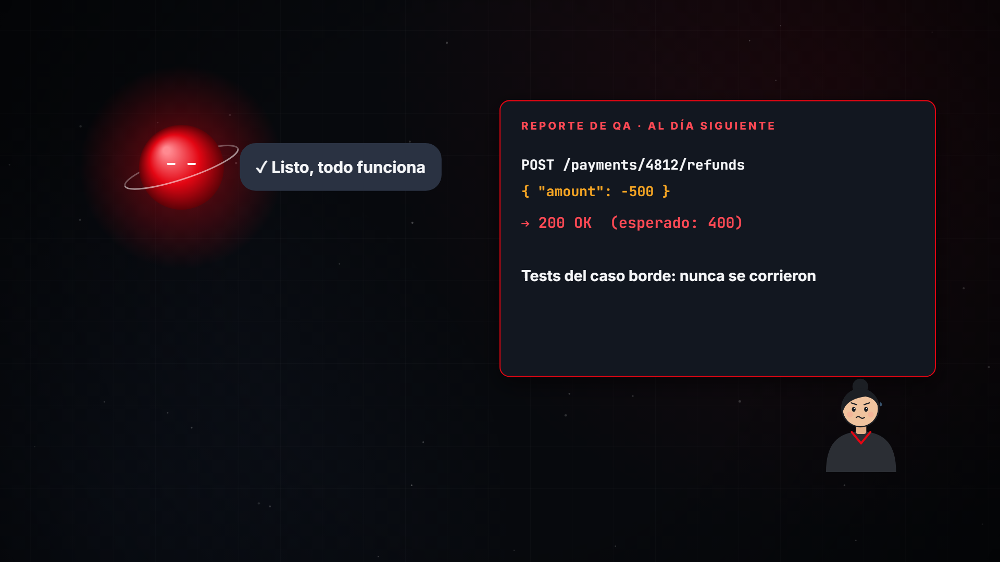 ✓ Listo, todo funciona
REPORTE DE QA · AL DÍA SIGUIENTE
POST /payments/4812/refunds
{ "amount": -500 }
→ 200 OK (esperado: 400)
Tests del caso borde: nunca se corrieron